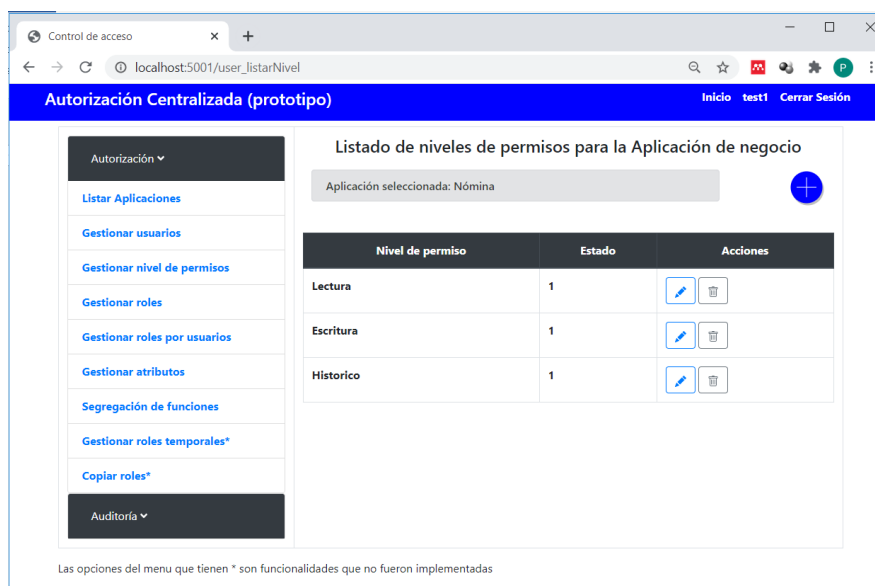 Control de acceso
localhost:5001/user_listarNivel
P
Autorización Centralizada (prototipo)
Inicio test1 Cerrar Sesión
Autorización
Listar Aplicaciones
Gestionar usuarios
Gestionar nivel de permisos
Gestionar roles
Gestionar roles por usuarios
Gestionar atributos
Segregación de funciones
Gestionar roles temporales*
Copiar roles*
Auditoría
Listado de niveles de permisos para la Aplicación de negocio
Aplicación seleccionada: Nómina
Nivel de permiso Estado Acciones
Lectura 1
Escritura 1
Historico 1
Las opciones del menu que tienen * son funcionalidades que no fueron implementadas